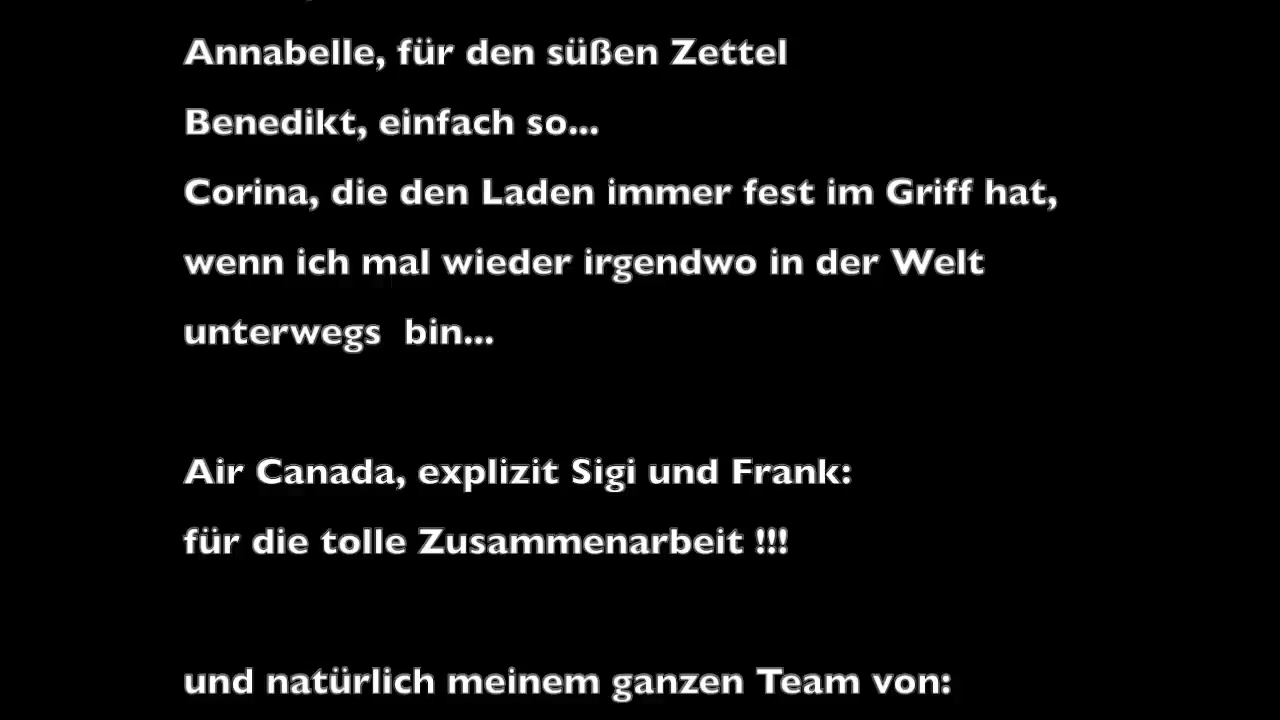 Annabelle, für den süßen Zettel
Benedikt, einfach so...
Corina, die den Laden immer fest im Griff hat,
wenn ich mal wieder irgendwo in der Welt
unterwegs  bin...
Air Canada, explizit Sigi und Frank:
für die tolle Zusammenarbeit !!!
und natürlich meinem ganzen Team von: